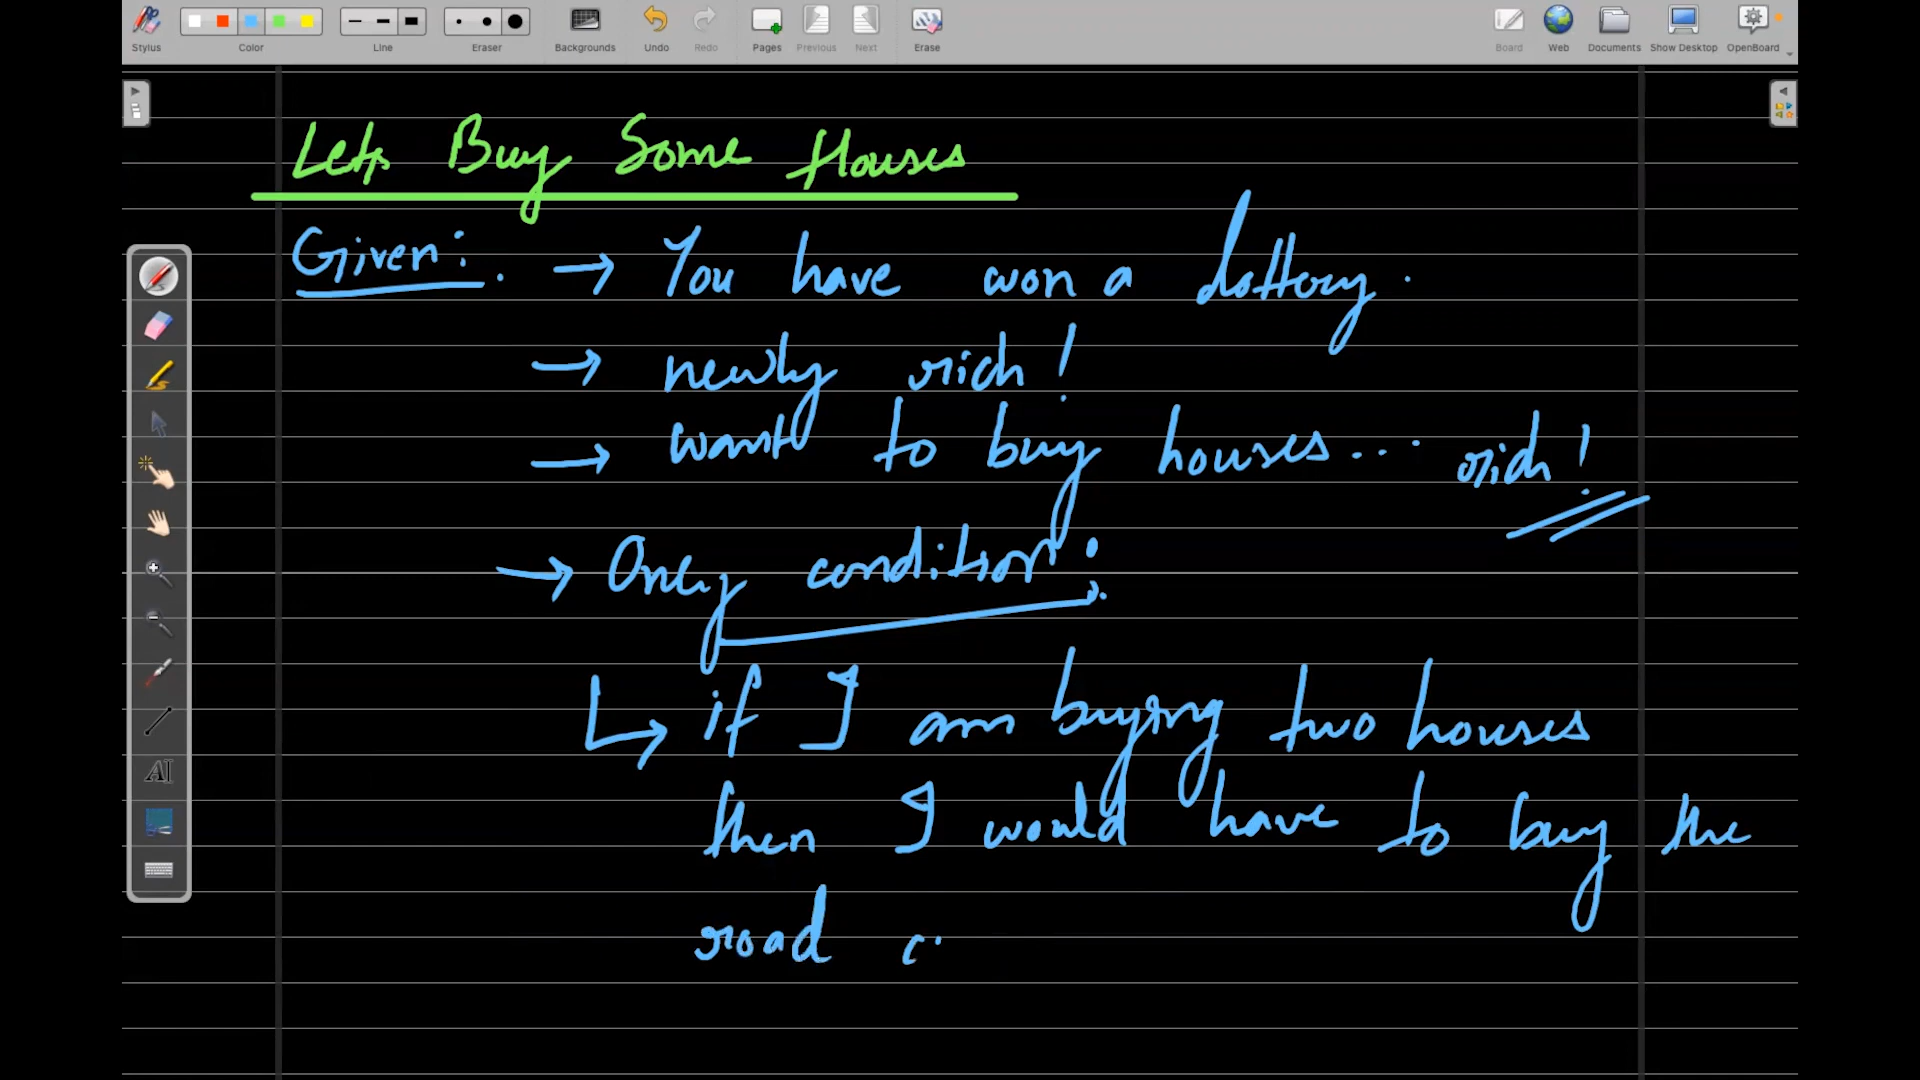 Stylus Color Line Eraser Backgrounds Undo Redo Pages Previous Next Erase Board Web Documents Show Desktop OpenBoard
Lets Buy Some Houses
Given: → You have won a lottery.
→ newly rich!
→ want to buy houses... rich!
→ Only condition:
↳ if I am buying two houses
then I would have to buy the
road c